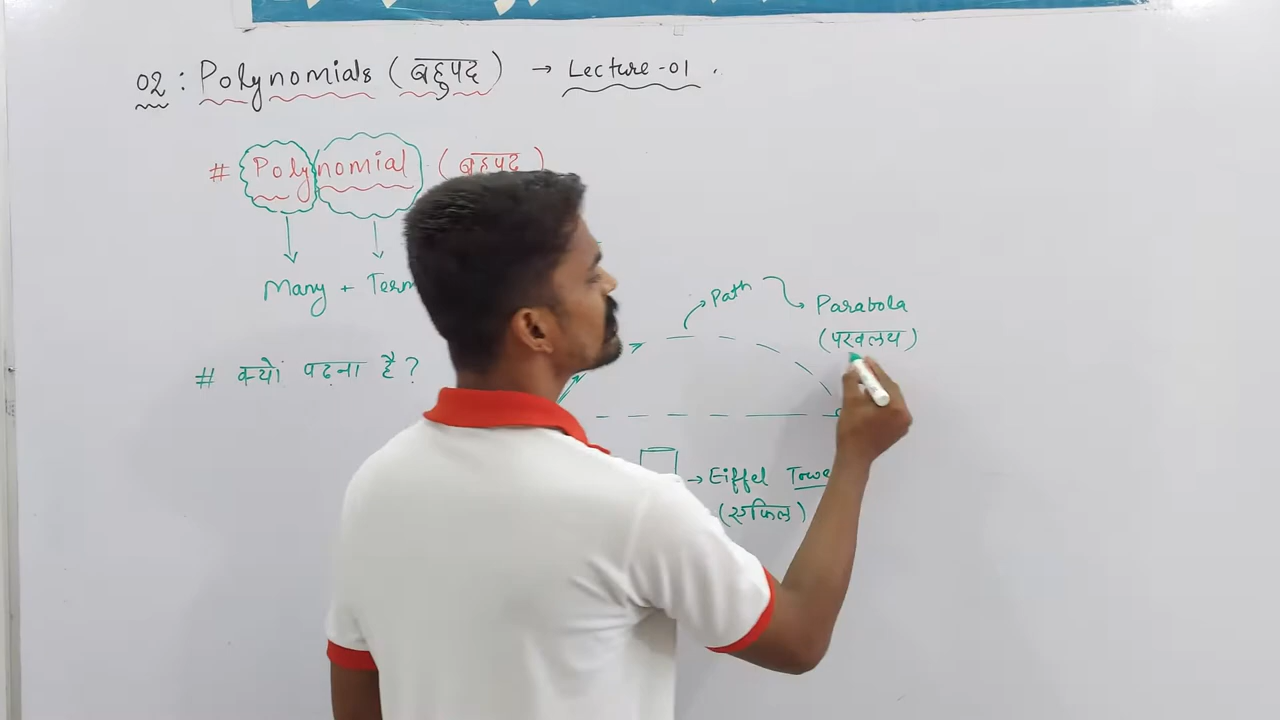 02 : Polynomials (बहुपद) → Lecture-01 .
# Polynomial (बहुपद)
Many + Term
# क्यों पढ़ना है ?
Path
Parabola
(परवलय)
→ Eiffel Towe
(एफिल)